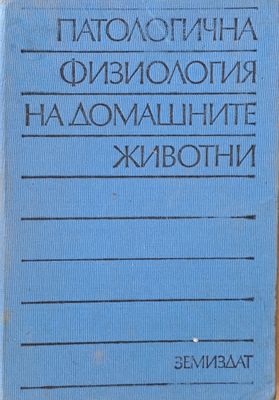 ПАТОЛОГИЧНА
ФИЗИОЛОГИЯ
НА ДОМАШНИТЕ
ЖИВОТНИ
ЗЕМИЗДАТ